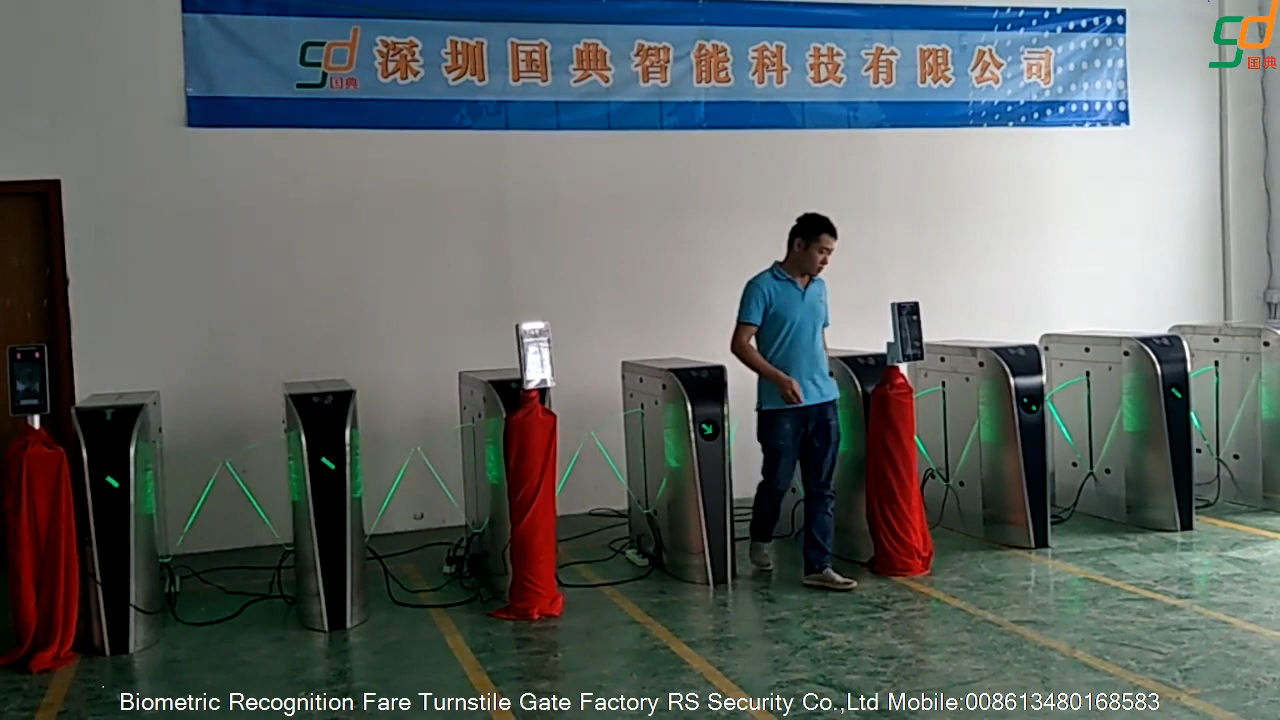 gd 国典 深圳国典智能科技有限公司
gd 国典
Biometric Recognition Fare Turnstile Gate Factory RS Security Co.,Ltd Mobile:008613480168583